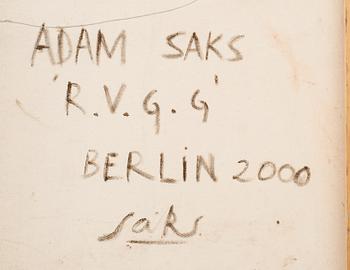 ADAM SAKS
'R.V.G.G'
BERLIN 2000
saks